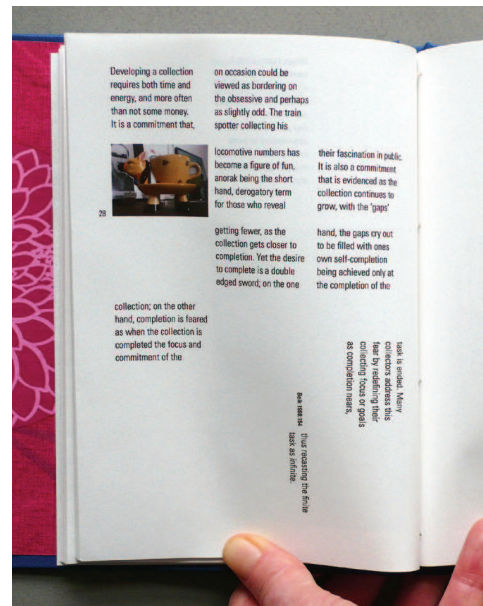 Developing a collection
requires both time and
energy, and more often
than not some money.
It is a commitment that,
on occasion could be
viewed as bordering on
the obsessive and perhaps
as slightly odd. The train
spotter collecting his
locomotive numbers has
become a figure of fun,
anorak being the short
hand, derogatory term
for those who reveal
their fascination in public.
It is also a commitment
that is evidenced as the
collection continues to
grow, with the 'gaps'
28
getting fewer, as the
collection gets closer to
completion. Yet the desire
to complete is a double
edged sword; on the one
hand, the gaps cry out
to be filled with ones
own self-completion
being achieved only at
the completion of the
collection; on the other
hand, completion is feared
as when the collection is
completed the focus and
commitment of the
task is ended. Many
collectors address this
fear by redefining their
collecting focus or goals
as completion nears,
thus recasting the finite
task as infinite.
Belk 1988 154